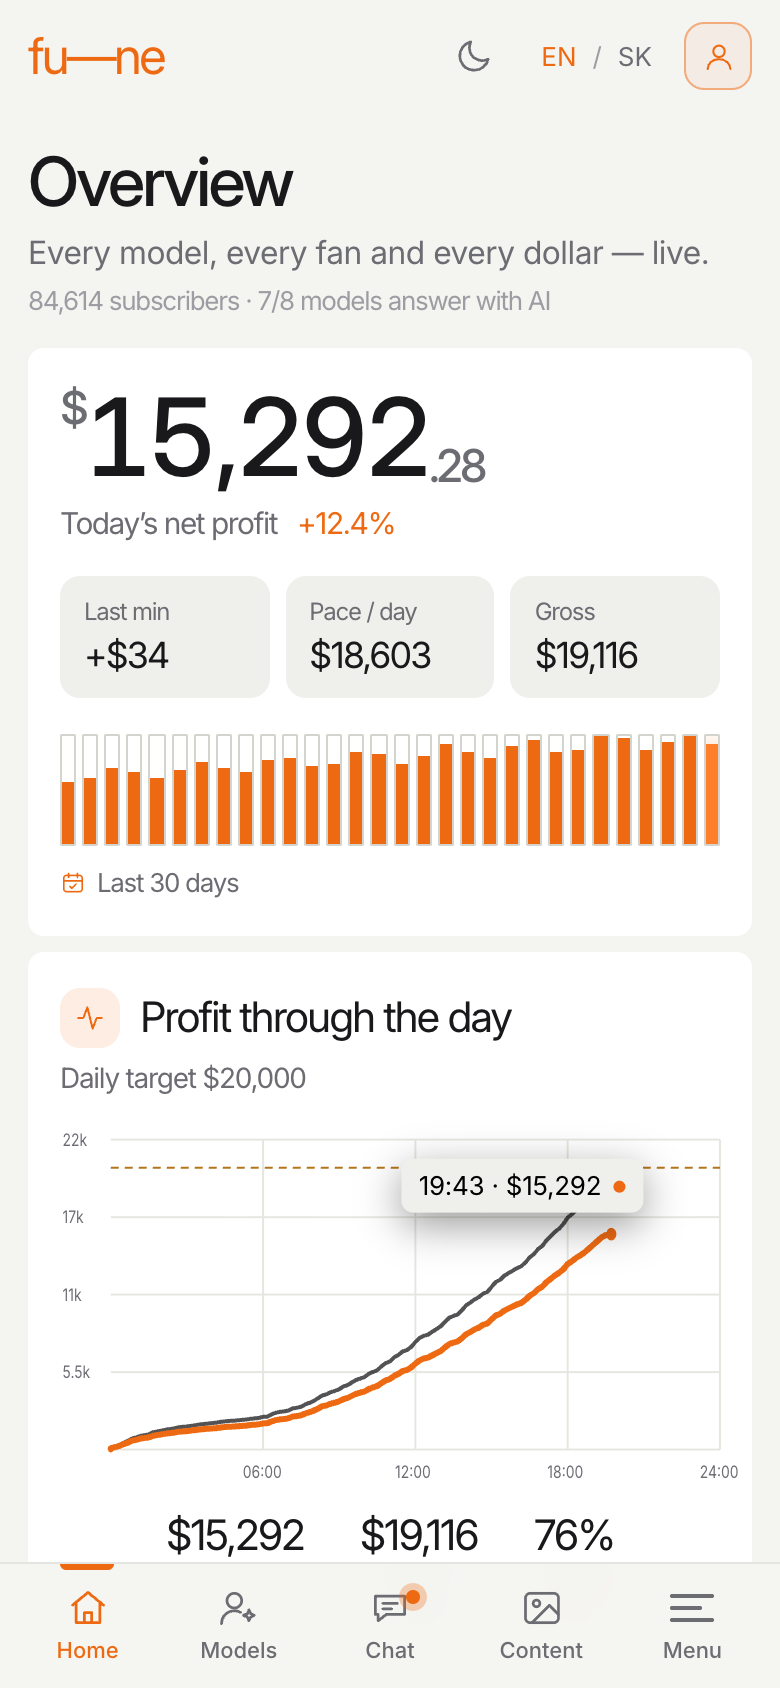 fu—ne
EN / SK
Overview
Every model, every fan and every dollar — live.
84,614 subscribers · 7/8 models answer with AI
$15,292.28
Today’s net profit +12.4%
Last min
+$34
Pace / day
$18,603
Gross
$19,116
Last 30 days
Profit through the day
Daily target $20,000
22k
19:43 · $15,292
17k
11k
5.5k
06:00 12:00 18:00 24:00
$15,292 $19,116 76%
Home Models Chat Content Menu